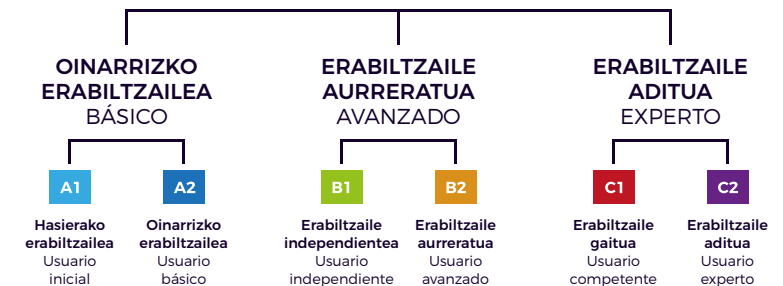 OINARRIZKO
ERABILTZAILEA
BÁSICO
ERABILTZAILE
AURRERATUA
AVANZADO
ERABILTZAILE
ADITUA
EXPERTO
A1
A2
B1
B2
C1
C2
Hasierako
erabiltzailea
Usuario
inicial
Oinarrizko
erabiltzailea
Usuario
básico
Erabiltzaile
independientea
Usuario
independiente
Erabiltzaile
aurreratua
Usuario
avanzado
Erabiltzaile
gaitua
Usuario
competente
Erabiltzaile
aditua
Usuario
experto